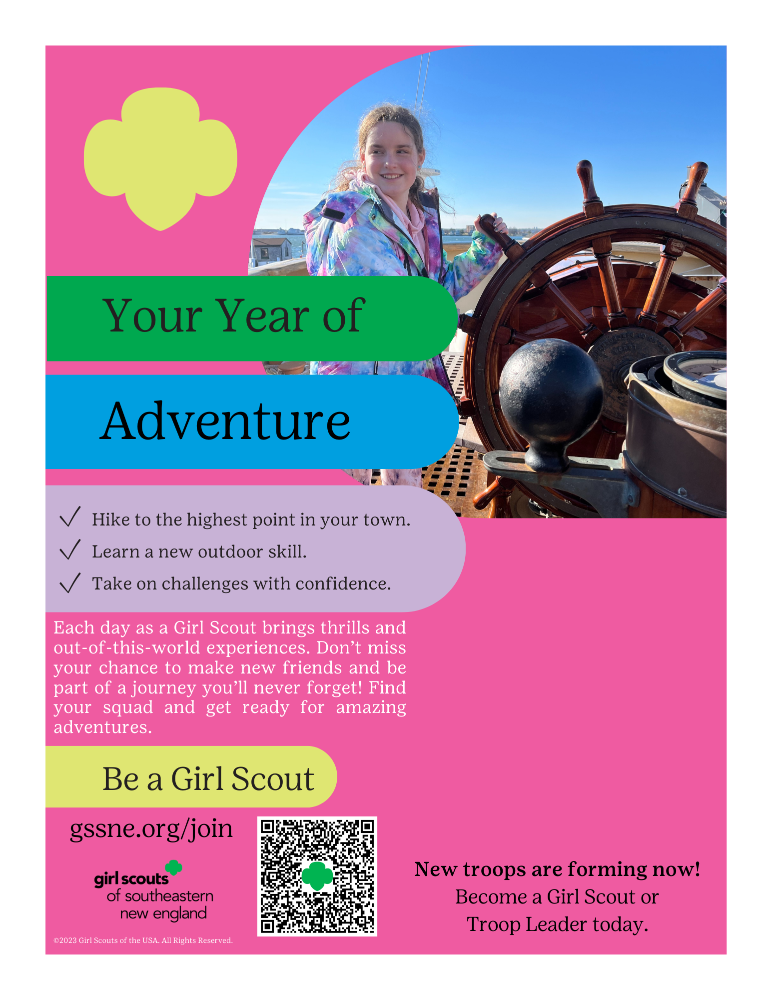 Your Year of
Adventure
Hike to the highest point in your town.
Learn a new outdoor skill.
Take on challenges with confidence.
Each day as a Girl Scout brings thrills and
out-of-this-world experiences. Don’t miss
your chance to make new friends and be
part of a journey you’ll never forget! Find
your squad and get ready for amazing
adventures.
Be a Girl Scout
gssne.org/join
girl scouts
of southeastern
new england
©2023 Girl Scouts of the USA. All Rights Reserved.
New troops are forming now!
Become a Girl Scout or
Troop Leader today.